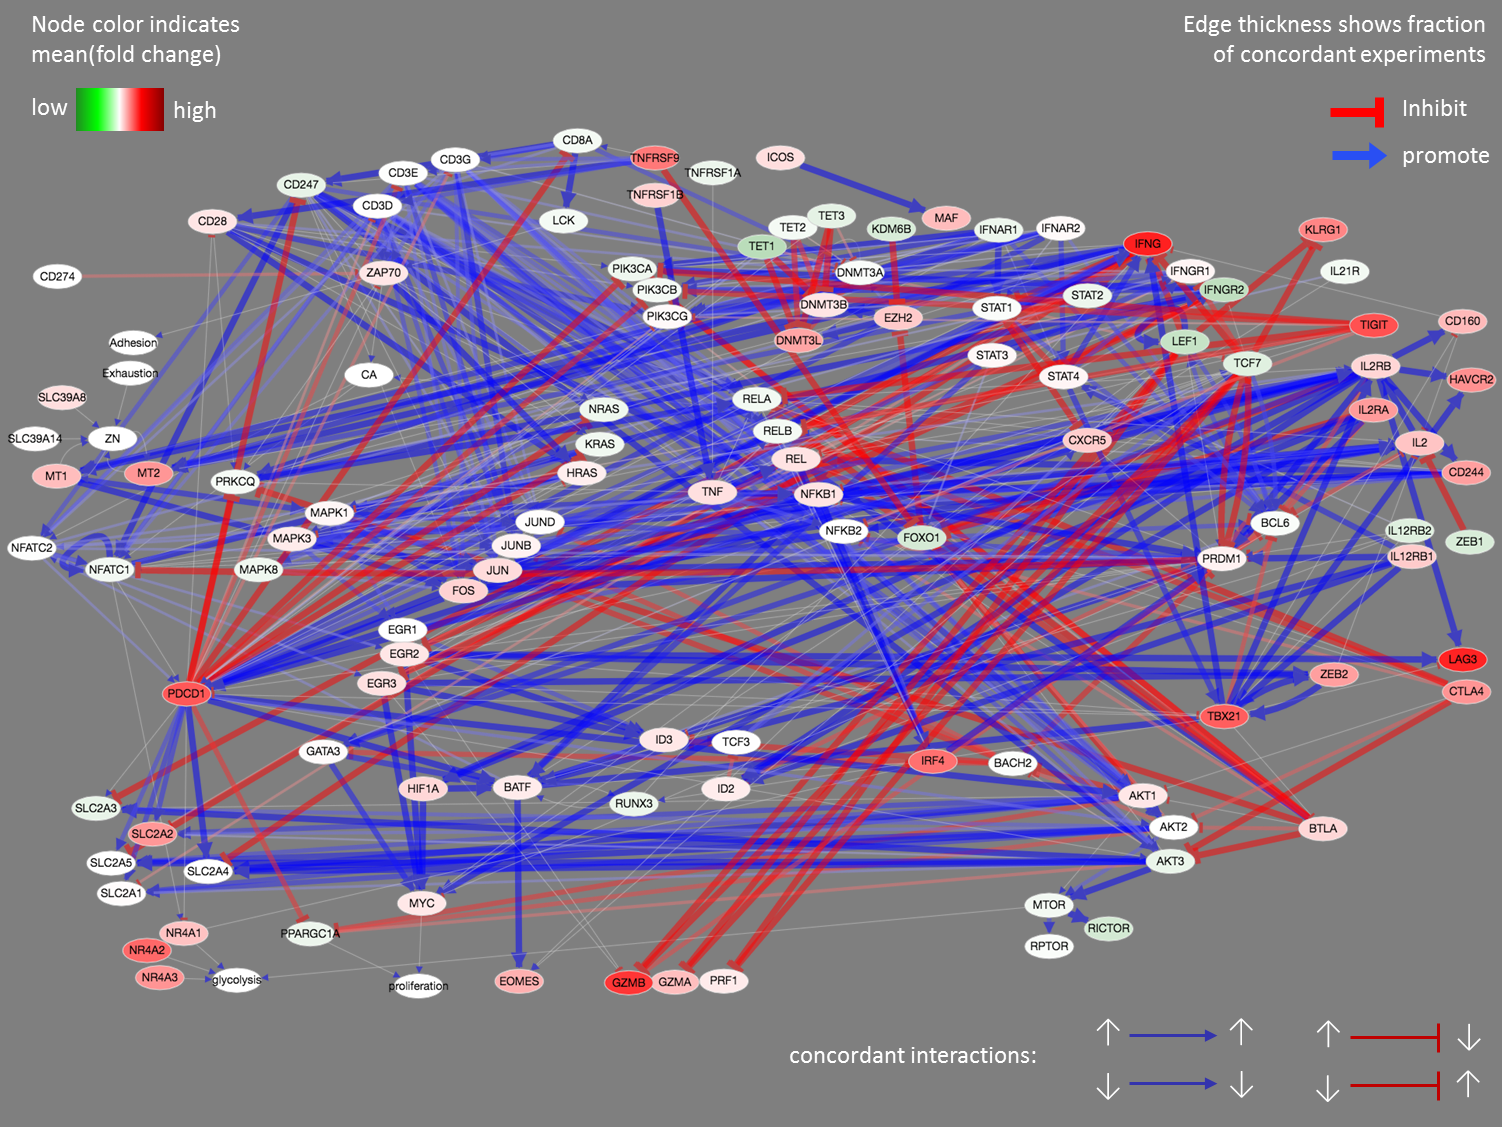 Node color indicates
mean(fold change)
low
high
Edge thickness shows fraction
of concordant experiments
Inhibit
promote
CD8A
CD3G
CD3E
CD247
CD3D
CD28
LCK
ZAP70
CD274
TNFRSF9
TNFRSF1B
TNFRSF1A
ICOS
MAF
TET3
TET2
TET1
KDM6B
IFNAR1
IFNAR2
IFNG
KLRG1
IFNGR1
IFNGR2
IL21R
PIK3CA
PIK3CB
PIK3CG
DNMT3A
DNMT3B
DNMT3L
EZH2
STAT2
STAT1
STAT3
STAT4
LEF1
TCF7
TIGIT
CD160
IL2RB
HAVCR2
IL2RA
IL2
CD244
CXCR5
Adhesion
Exhaustion
CA
SLC39A8
SLC39A14
ZN
MT1
MT2
PRKCQ
NRAS
KRAS
HRAS
RELA
RELB
REL
TNF
NFKB1
NFKB2
FOXO1
MAPK1
MAPK3
MAPK8
JUND
JUNB
JUN
FOS
NFATC2
NFATC1
BCL6
PRDM1
IL12RB2
IL12RB1
ZEB1
EGR1
EGR2
EGR3
PDCD1
LAG3
ZEB2
CTLA4
TBX21
GATA3
ID3
TCF3
IRF4
BACH2
HIF1A
BATF
RUNX3
ID2
AKT1
AKT2
AKT3
BTLA
SLC2A3
SLC2A2
SLC2A5
SLC2A4
SLC2A1
MYC
MTOR
RICTOR
RPTOR
NR4A1
NR4A2
NR4A3
PPARGC1A
glycolysis
proliferation
EOMES
GZMB
GZMA
PRF1
concordant interactions: